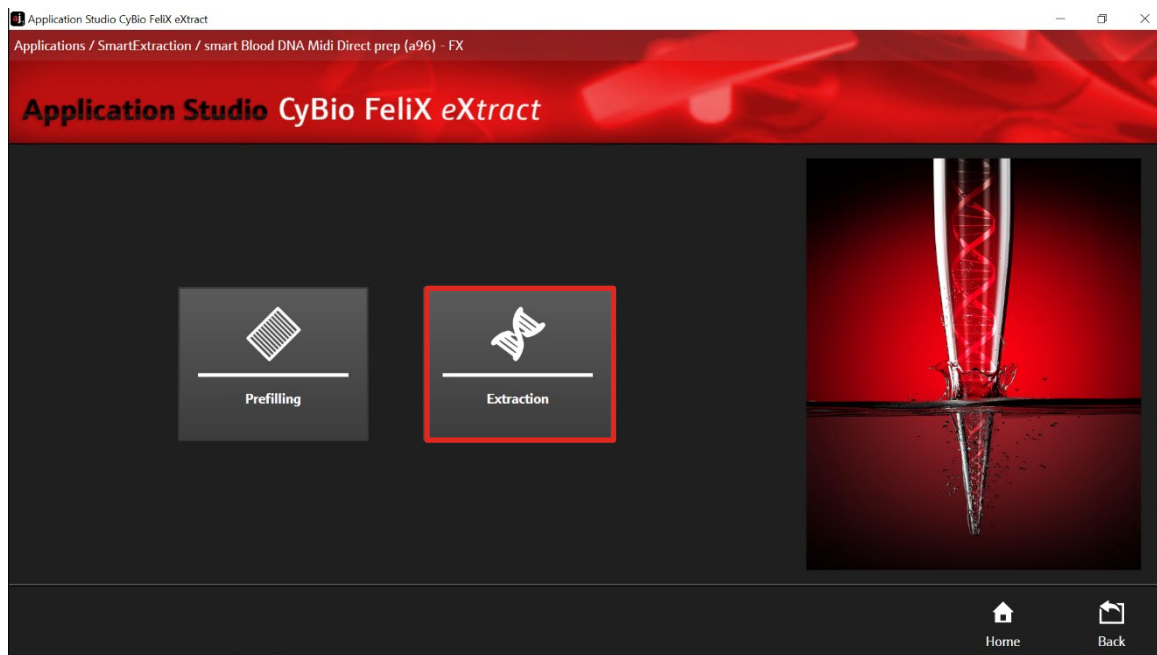 Application Studio CyBio FeliX eXtract
Applications / SmartExtraction / smart Blood DNA Midi Direct prep (a96) - FX
Application Studio CyBio FeliX eXtract
Prefilling
Extraction
Home
Back